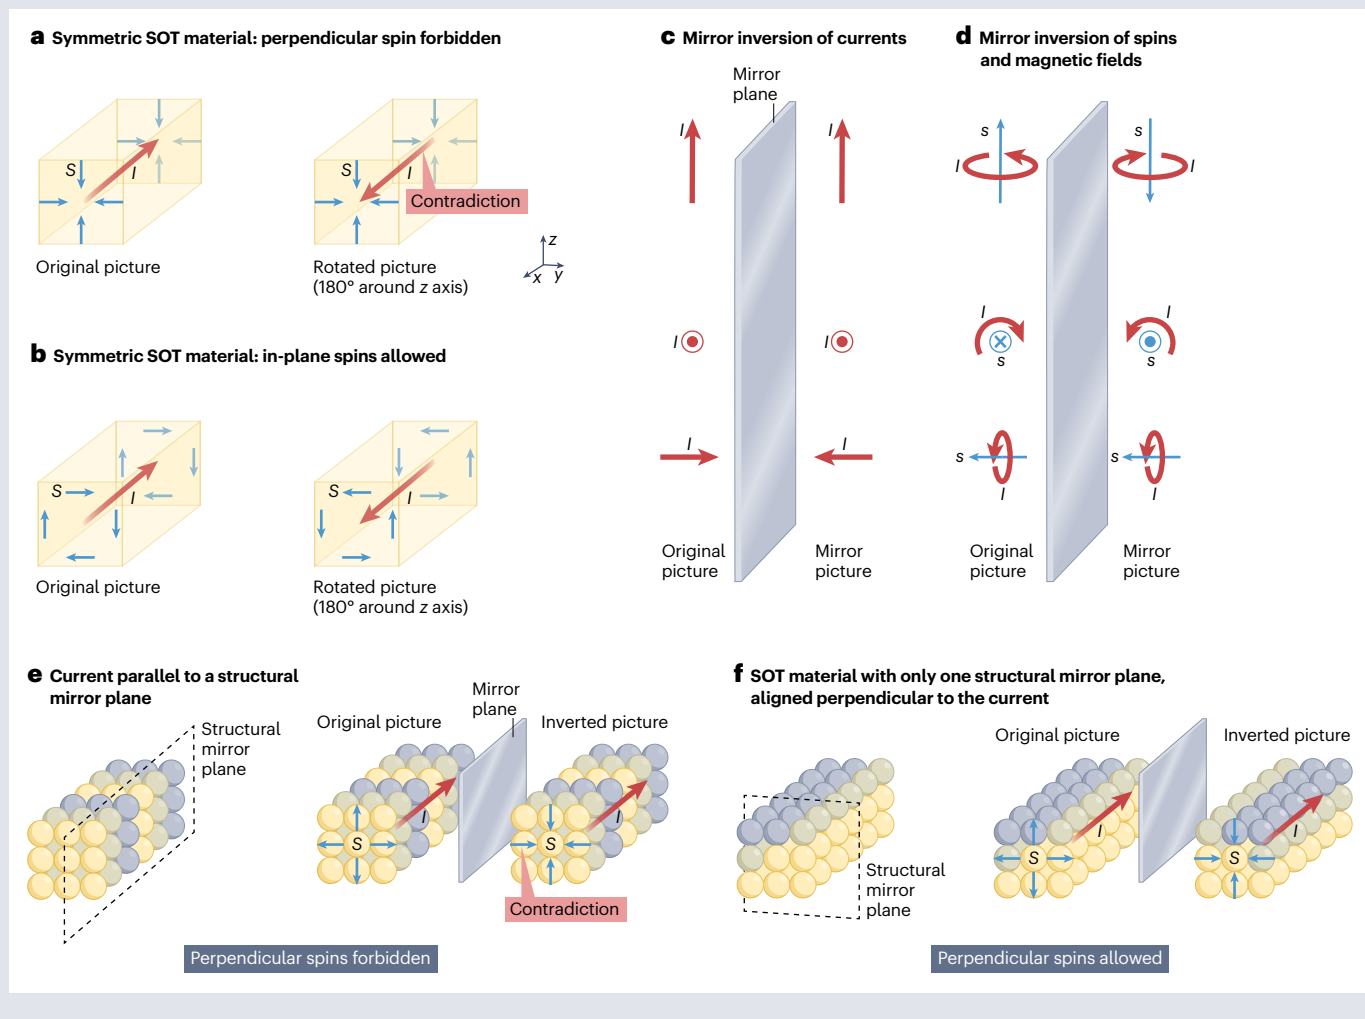 a Symmetric SOT material: perpendicular spin forbidden
S
I
Original picture
S
I
Contradiction
Rotated picture
(180° around z axis)
z
x
y
b Symmetric SOT material: in-plane spins allowed
S
I
Original picture
S
I
Rotated picture
(180° around z axis)
c Mirror inversion of currents
Mirror
plane
I
I
I
I
I
I
Original
picture
Mirror
picture
d Mirror inversion of spins
and magnetic fields
s
I
s
I
I
s
I
s
s
I
s
I
Original
picture
Mirror
picture
e Current parallel to a structural
mirror plane
Structural
mirror
plane
Original picture
Mirror
plane
Inverted picture
S
I
S
I
Contradiction
Perpendicular spins forbidden
f SOT material with only one structural mirror plane,
aligned perpendicular to the current
Structural
mirror
plane
Original picture
Inverted picture
S
I
S
I
Perpendicular spins allowed